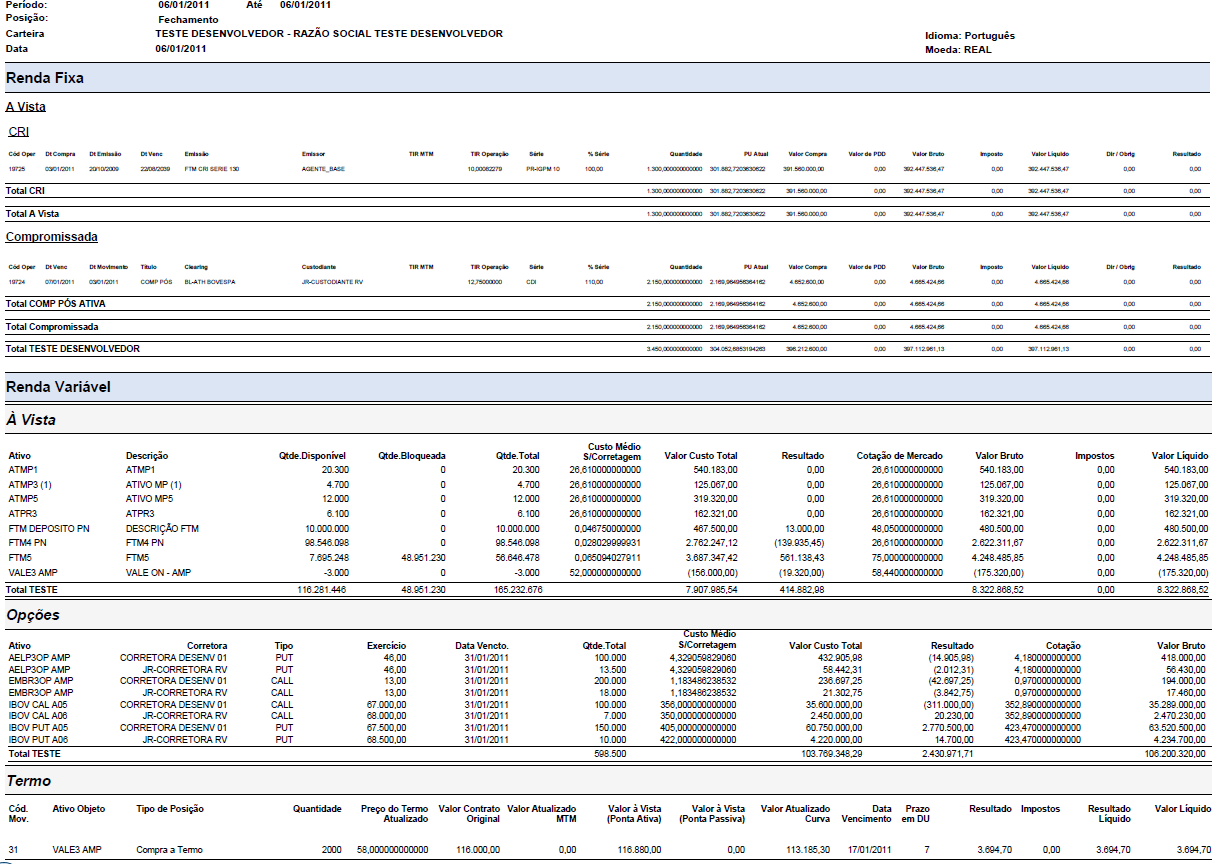 Período: 06/01/2011 Até 06/01/2011
Posição: Fechamento
Carteira TESTE DESENVOLVEDOR - RAZÃO SOCIAL TESTE DESENVOLVEDOR
Idioma: Português
Data 06/01/2011
Moeda: REAL
Renda Fixa
A Vista
CRI
Cód Oper Dt Compra Dt Emissão Dt Venc Emissão Emissor TIR MTM TIR Operação Série % Série Quantidade PU Atual Valor Compra Valor de PDD Valor Bruto Imposto Valor Líquido Dir / Obrig Resultado
19725 03/01/2011 20/10/2009 22/08/2039 FTM CRI SERIE 130 AGENTE_BASE 10,00082279 PR-IGPM 10 100,00 1.300,000000000000 301.882,7203630822 391.560.000,00 0,00 392.447.536,47 0,00 392.447.536,47 0,00 0,00
Total CRI 1.300,000000000000 301.882,7203630822 391.560.000,00 0,00 392.447.536,47 0,00 392.447.536,47 0,00 0,00
Total A Vista 1.300,000000000000 301.882,7203630822 391.560.000,00 0,00 392.447.536,47 0,00 392.447.536,47 0,00 0,00
Compromissada
Cód Oper Dt Venc Dt Movimento Título Clearing Custodiante TIR MTM TIR Operação Série % Série Quantidade PU Atual Valor Compra Valor de PDD Valor Bruto Imposto Valor Líquido Dir / Obrig Resultado
19724 07/01/2011 03/01/2011 COMP PÓS BL-ATH BOVESPA JR-CUSTODIANTE RV 12,75000000 CDI 110,00 2.150,000000000000 2.169,964956364162 4.652.600,00 0,00 4.665.424,66 0,00 4.665.424,66 0,00 0,00
Total COMP PÓS ATIVA 2.150,000000000000 2.169,964956364162 4.652.600,00 0,00 4.665.424,66 0,00 4.665.424,66 0,00 0,00
Total Compromissada 2.150,000000000000 2.169,964956364162 4.652.600,00 0,00 4.665.424,66 0,00 4.665.424,66 0,00 0,00
Total TESTE DESENVOLVEDOR 3.450,000000000000 304.052,6853194263 396.212.600,00 0,00 397.112.961,13 0,00 397.112.961,13 0,00 0,00
Renda Variável
À Vista
Ativo Descrição Qtde.Disponível Qtde.Bloqueada Qtde.Total Custo Médio S/Corretagem Valor Custo Total Resultado Cotação de Mercado Valor Bruto Impostos Valor Líquido
ATMP1 ATMP1 20.300 0 20.300 26,610000000000 540.183,00 0,00 26,610000000000 540.183,00 0,00 540.183,00
ATMP3 (1) ATIVO MP (1) 4.700 0 4.700 26,610000000000 125.067,00 0,00 26,610000000000 125.067,00 0,00 125.067,00
ATMP5 ATIVO MP5 12.000 0 12.000 26,610000000000 319.320,00 0,00 26,610000000000 319.320,00 0,00 319.320,00
ATPR3 ATPR3 6.100 0 6.100 26,610000000000 162.321,00 0,00 26,610000000000 162.321,00 0,00 162.321,00
FTM DEPOSITO PN DESCRIÇÃO FTM 10.000.000 0 10.000.000 0,046750000000 467.500,00 13.000,00 48,050000000000 480.500,00 0,00 480.500,00
FTM4 PN FTM4 PN 98.546.098 0 98.546.098 0,028029999931 2.762.247,12 (139.935,45) 26,610000000000 2.622.311,67 0,00 2.622.311,67
FTM5 FTM5 7.695.248 48.951.230 56.646.478 0,065094027911 3.687.347,42 561.138,43 75,000000000000 4.248.485,85 0,00 4.248.485,85
VALE3 AMP VALE ON - AMP -3.000 0 -3.000 52,000000000000 (156.000,00) (19.320,00) 58,440000000000 (175.320,00) 0,00 (175.320,00)
Total TESTE 116.281.446 48.951.230 165.232.676 7.907.985,54 414.882,98 8.322.868,52 0,00 8.322.868,52
Opções
Ativo Corretora Tipo Exercício Data Vencto. Qtde.Total Custo Médio S/Corretagem Valor Custo Total Resultado Cotação Valor Bruto
AELP3OP AMP CORRETORA DESENV 01 PUT 46,00 31/01/2011 100.000 4,329059829060 432.905,98 (14.905,98) 4,180000000000 418.000,00
AELP3OP AMP JR-CORRETORA RV PUT 46,00 31/01/2011 13.500 4,329059829060 58.442,31 (2.012,31) 4,180000000000 56.430,00
EMBR3OP AMP CORRETORA DESENV 01 CALL 13,00 31/01/2011 200.000 1,183486238532 236.697,25 (42.697,25) 0,970000000000 194.000,00
EMBR3OP AMP JR-CORRETORA RV CALL 13,00 31/01/2011 18.000 1,183486238532 21.302,75 (3.842,75) 0,970000000000 17.460,00
IBOV CAL A05 CORRETORA DESENV 01 CALL 67.000,00 31/01/2011 100.000 356,000000000000 35.600.000,00 (311.000,00) 352,890000000000 35.289.000,00
IBOV CAL A06 JR-CORRETORA RV CALL 68.000,00 31/01/2011 7.000 350,000000000000 2.450.000,00 20.230,00 352,890000000000 2.470.230,00
IBOV PUT A05 CORRETORA DESENV 01 PUT 67.500,00 31/01/2011 150.000 405,000000000000 60.750.000,00 2.770.500,00 423,470000000000 63.520.500,00
IBOV PUT A06 JR-CORRETORA RV PUT 68.500,00 31/01/2011 10.000 422,000000000000 4.220.000,00 14.700,00 423,470000000000 4.234.700,00
Total TESTE 598.500 103.769.348,29 2.430.971,71 106.200.320,00
Termo
Cód. Mov. Ativo Objeto Tipo de Posição Quantidade Preço do Termo Atualizado Valor Contrato Original Valor Atualizado MTM Valor à Vista (Ponta Ativa) Valor à Vista (Ponta Passiva) Valor Atualizado Curva Data Vencimento Prazo em DU Resultado Impostos Resultado Líquido Valor Líquido
31 VALE3 AMP Compra a Termo 2000 58,000000000000 116.000,00 0,00 116.880,00 0,00 113.185,30 17/01/2011 7 3.694,70 0,00 3.694,70 3.694,70